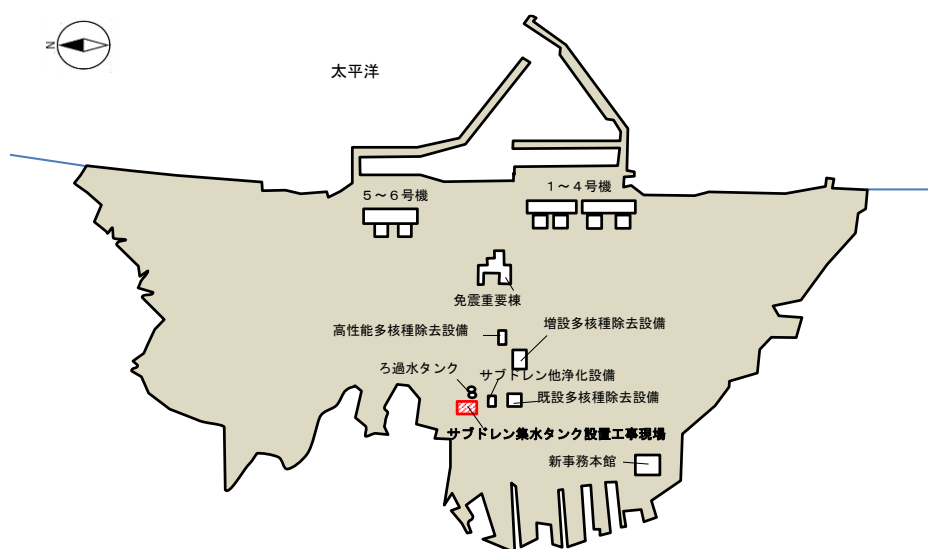 N
太平洋
5~6号機
1~4号機
免震重要棟
高性能多核種除去設備
増設多核種除去設備
ろ過水タンク
サブドレン他浄化設備
既設多核種除去設備
サブドレン集水タンク設置工事現場
新事務本館